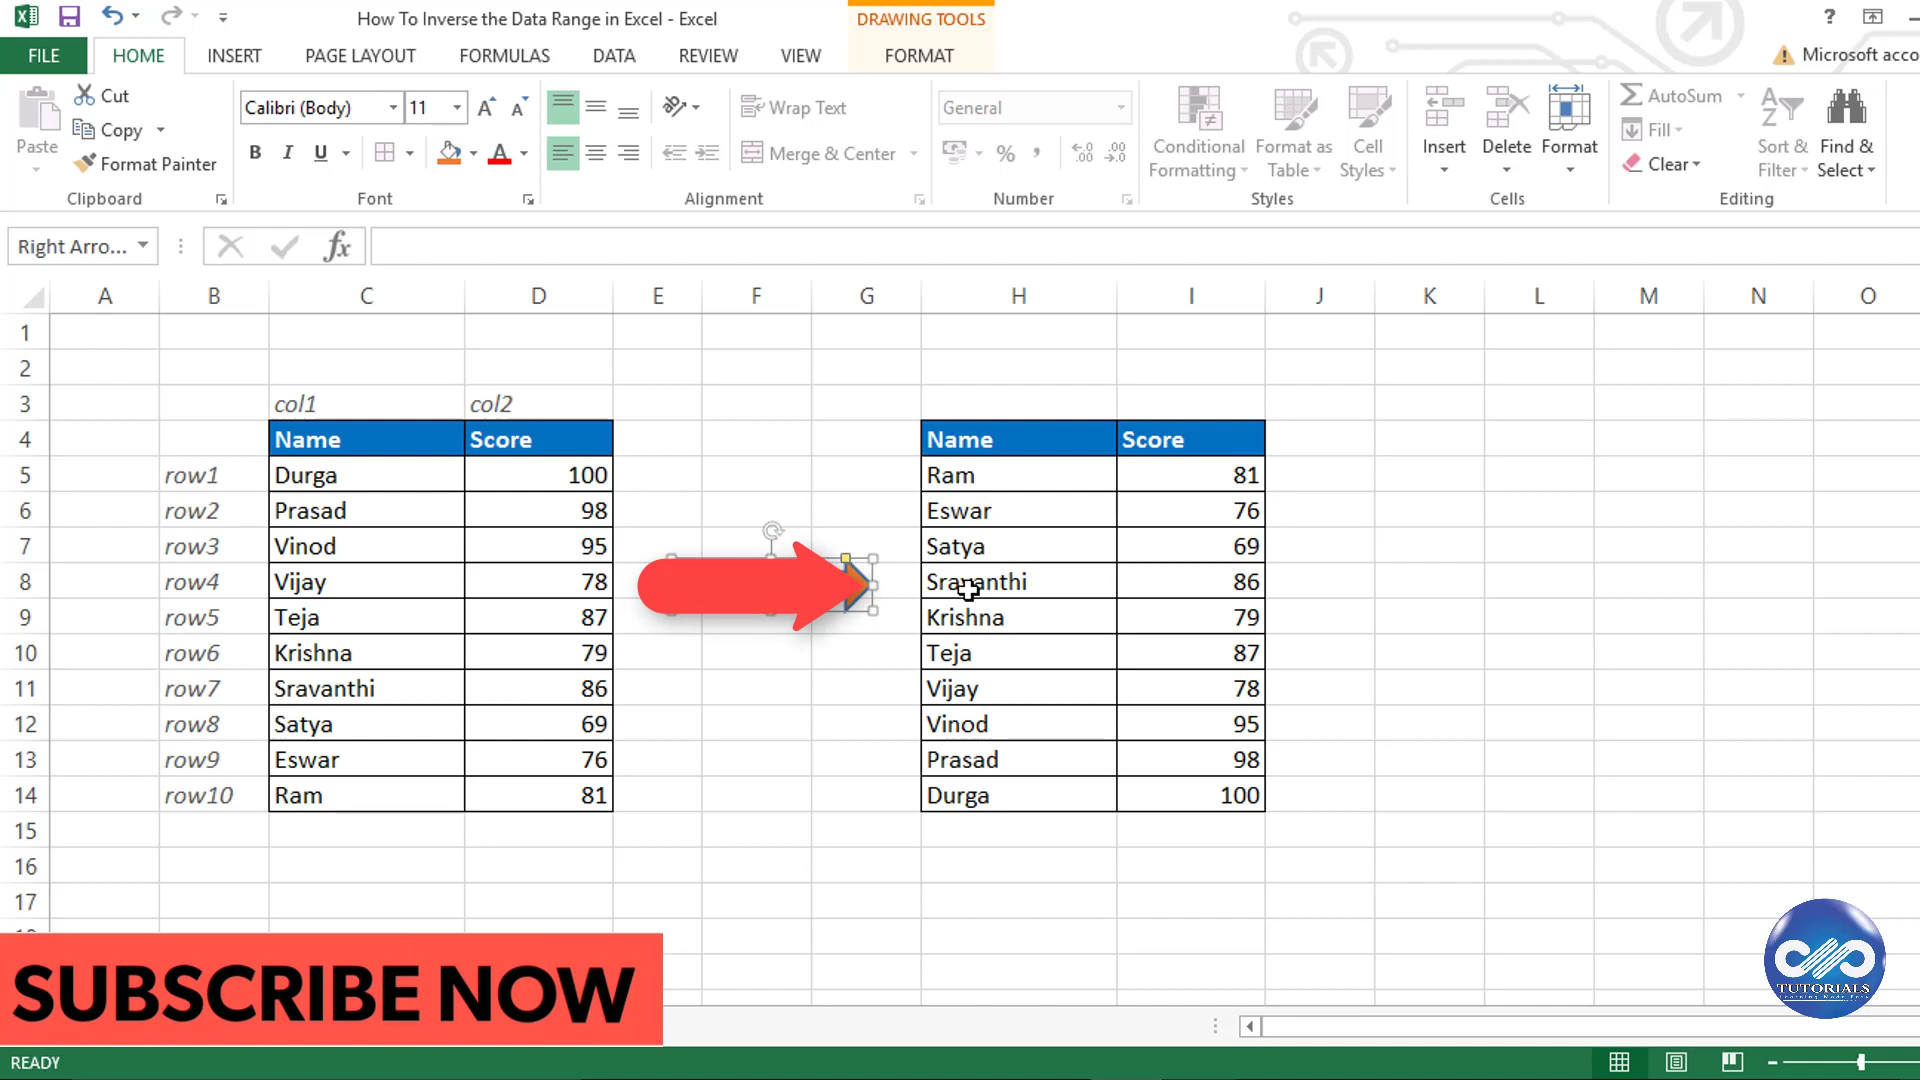 How To Inverse the Data Range in Excel - Excel
DRAWING TOOLS
?
FILE HOME INSERT PAGE LAYOUT FORMULAS DATA REVIEW VIEW FORMAT Microsoft acco
Paste
Cut
Copy
Format Painter
Clipboard
Calibri (Body) 11
B I U A
Font
Wrap Text
Merge & Center
Alignment
General
% ,
Number
Conditional Formatting
Format as Table
Cell Styles
Styles
Insert Delete Format
Cells
AutoSum
Fill
Clear
Sort & Filter
Find & Select
Editing
Right Arro... fx
A B C D E F G H I J K L M N O
1
2
3 col1 col2
4 Name Score Name Score
5 row1 Durga 100 Ram 81
6 row2 Prasad 98 Eswar 76
7 row3 Vinod 95 Satya 69
8 row4 Vijay 78 Sravanthi 86
9 row5 Teja 87 Krishna 79
10 row6 Krishna 79 Teja 87
11 row7 Sravanthi 86 Vijay 78
12 row8 Satya 69 Vinod 95
13 row9 Eswar 76 Prasad 98
14 row10 Ram 81 Durga 100
15
16
17
SUBSCRIBE NOW
TUTORIALS
Learning Made Easy
READY